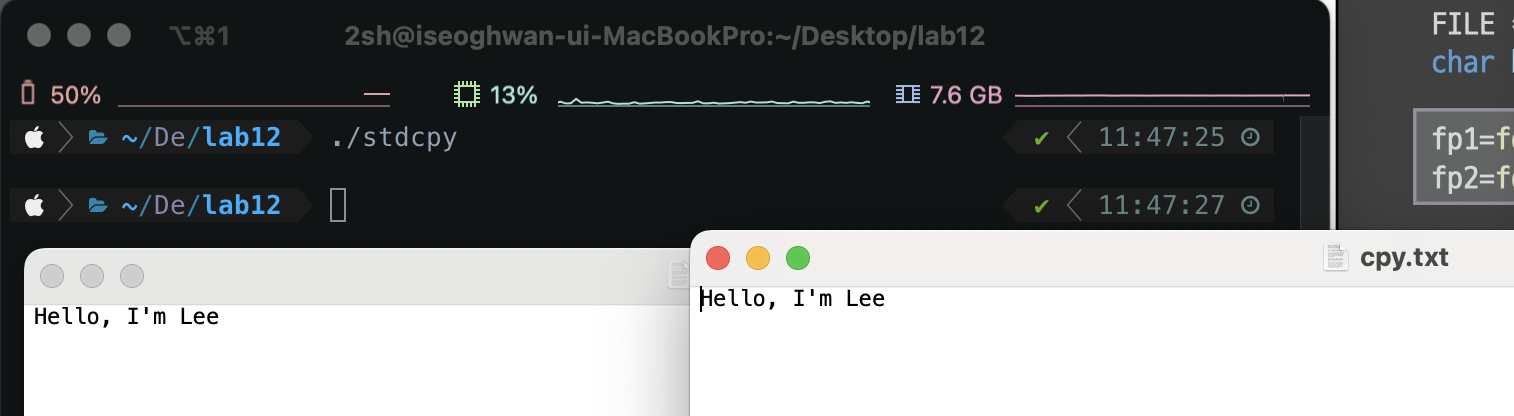 ⌥⌘1 2sh@iseoghwan-ui-MacBookPro:~/Desktop/lab12
50% 13% 7.6 GB
~/De/lab12 ./stdcpy ✔ 11:47:25
~/De/lab12 ✔ 11:47:27
Hello, I'm Lee
cpy.txt
Hello, I'm Lee
FILE
char
fp1=f
fp2=f